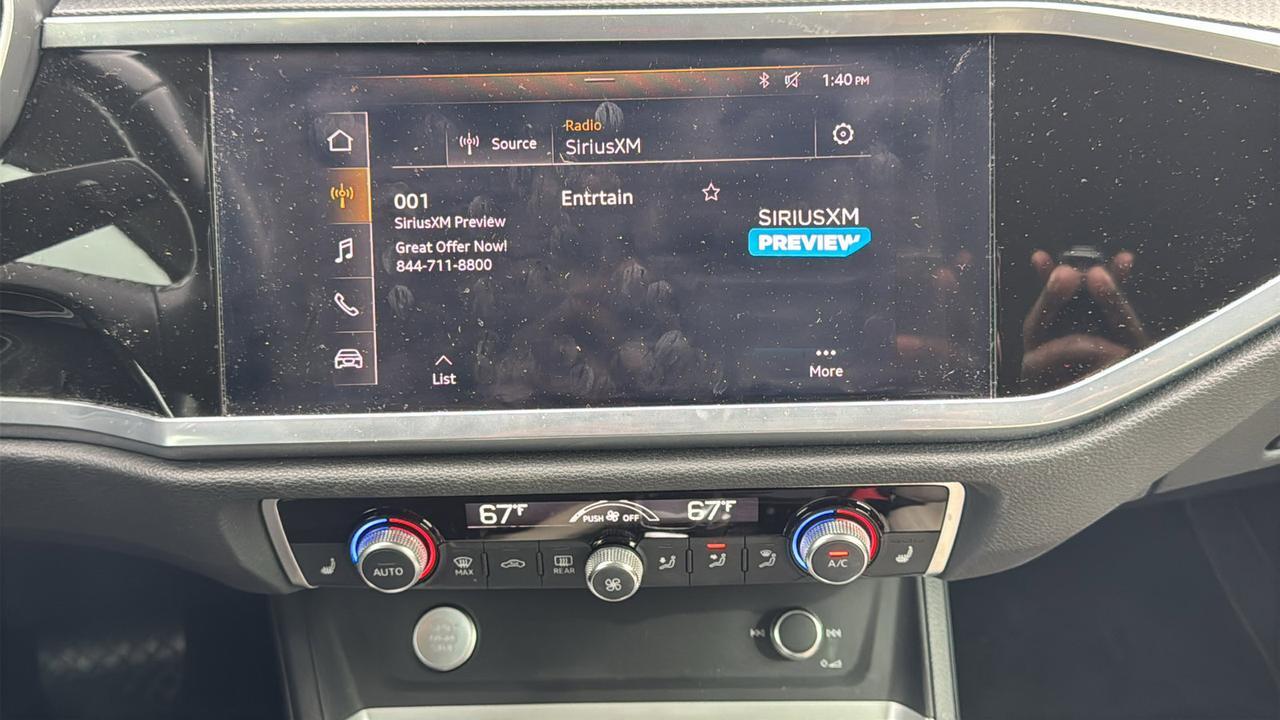 1:40 PM
Radio
Source
SiriusXM
001
Entrtain
SiriusXM Preview
SIRIUSXM
PREVIEW
Great Offer Now!
844-711-8800
List
More
67°F
PUSH OFF
67°F
AUTO
MAX
REAR
A/C